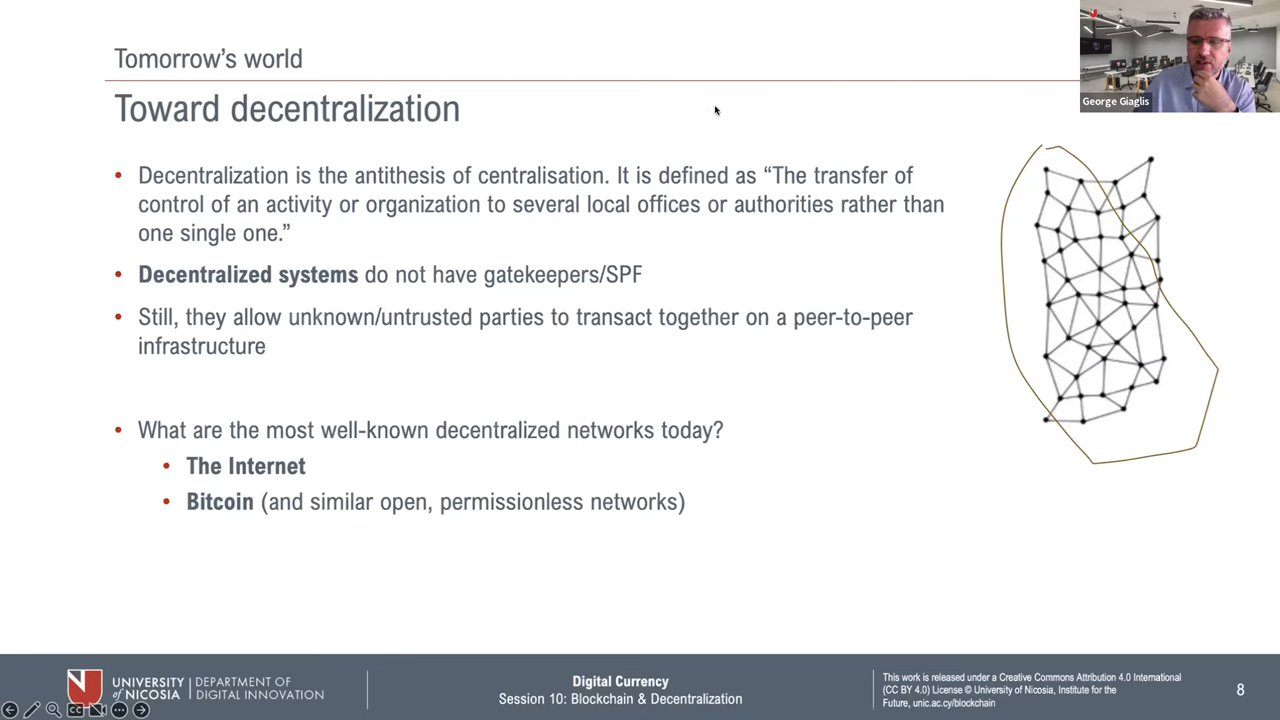 Tomorrow's world
Toward decentralization
George Giaglis
• Decentralization is the antithesis of centralisation. It is defined as “The transfer of
control of an activity or organization to several local offices or authorities rather than
one single one.”
• Decentralized systems do not have gatekeepers/SPF
• Still, they allow unknown/untrusted parties to transact together on a peer-to-peer
infrastructure
• What are the most well-known decentralized networks today?
• The Internet
• Bitcoin (and similar open, permissionless networks)
UNIVERSITY
of NICOSIA
DEPARTMENT OF
DIGITAL INNOVATION
Digital Currency
Session 10: Blockchain & Decentralization
This work is released under a Creative Commons Attribution 4.0 International
(CC BY 4.0) License © University of Nicosia, Institute for the
Future, unic.ac.cy/blockchain
8